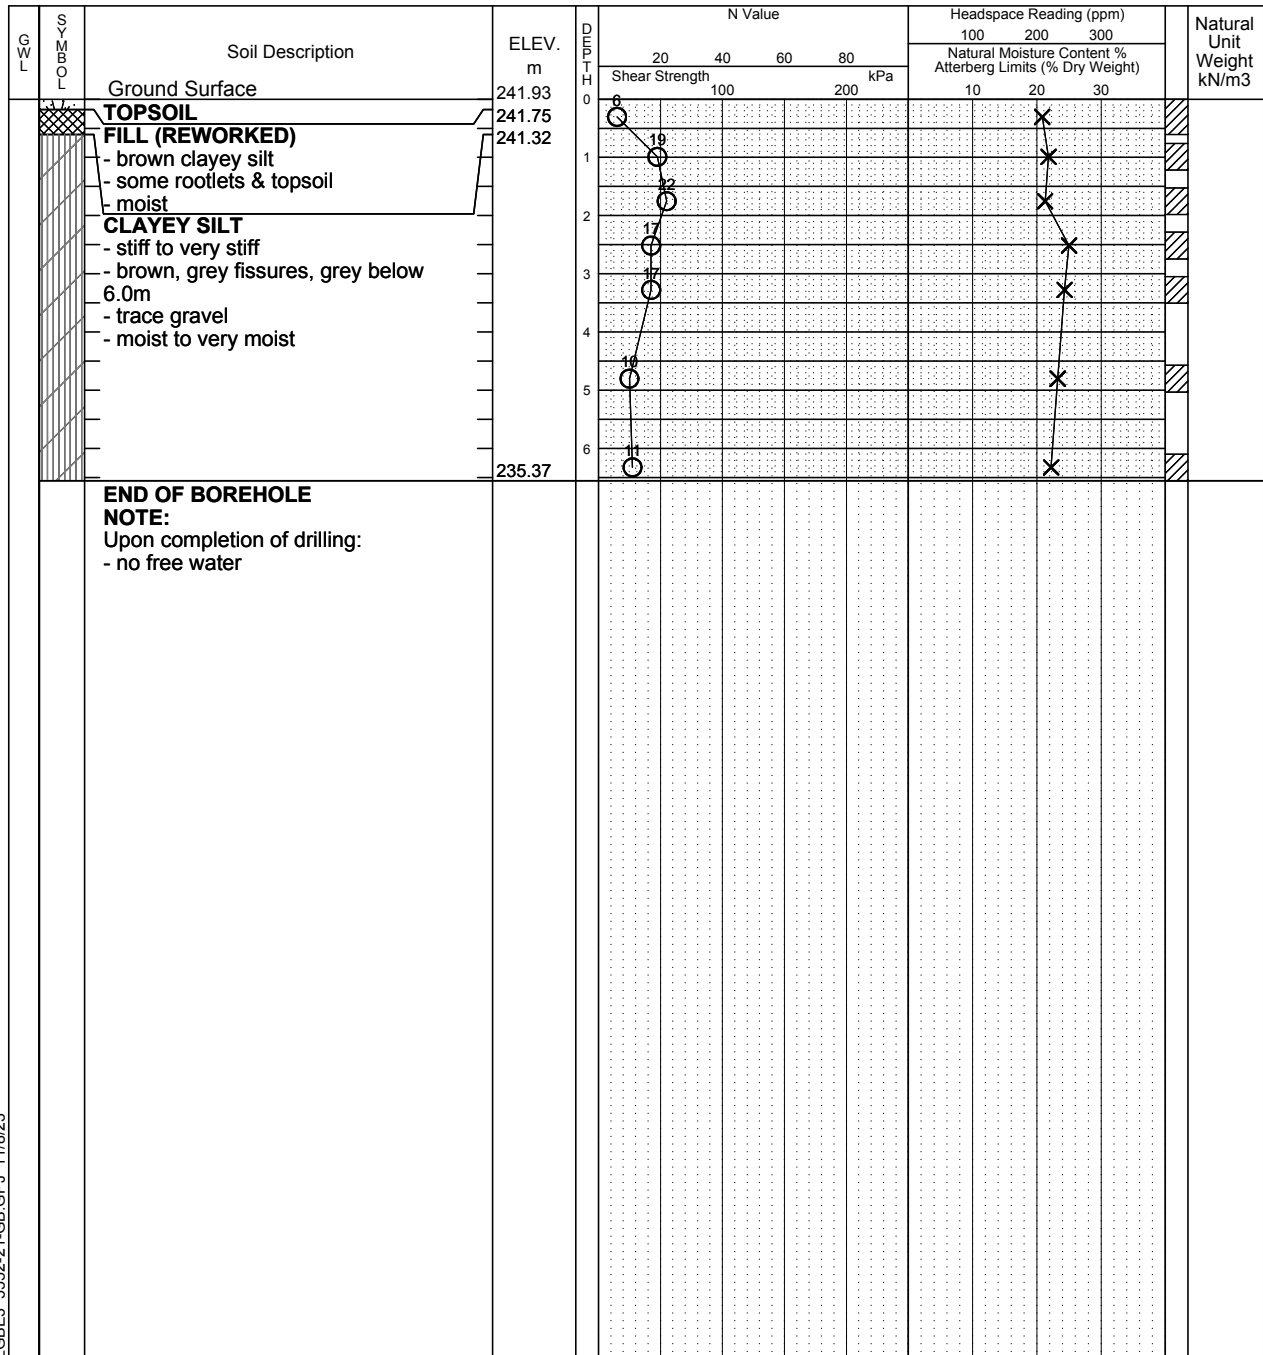 GWL
SYMBOL
Soil Description
Ground Surface
ELEV.
m
241.93
DEPTH
N Value
20 40 60 80
Shear Strength kPa
100 200
Headspace Reading (ppm)
100 200 300
Natural Moisture Content %
Atterberg Limits (% Dry Weight)
10 20 30
Natural
Unit
Weight
kN/m3
0
TOPSOIL 241.75
6
FILL (REWORKED) 241.32
- brown clayey silt
19
1
- some rootlets & topsoil
22
- moist
2
CLAYEY SILT
17
- stiff to very stiff
- brown, grey fissures, grey below
3
17
6.0m
- trace gravel
4
- moist to very moist
10
5
6
11
235.37
END OF BOREHOLE
NOTE:
Upon completion of drilling:
- no free water